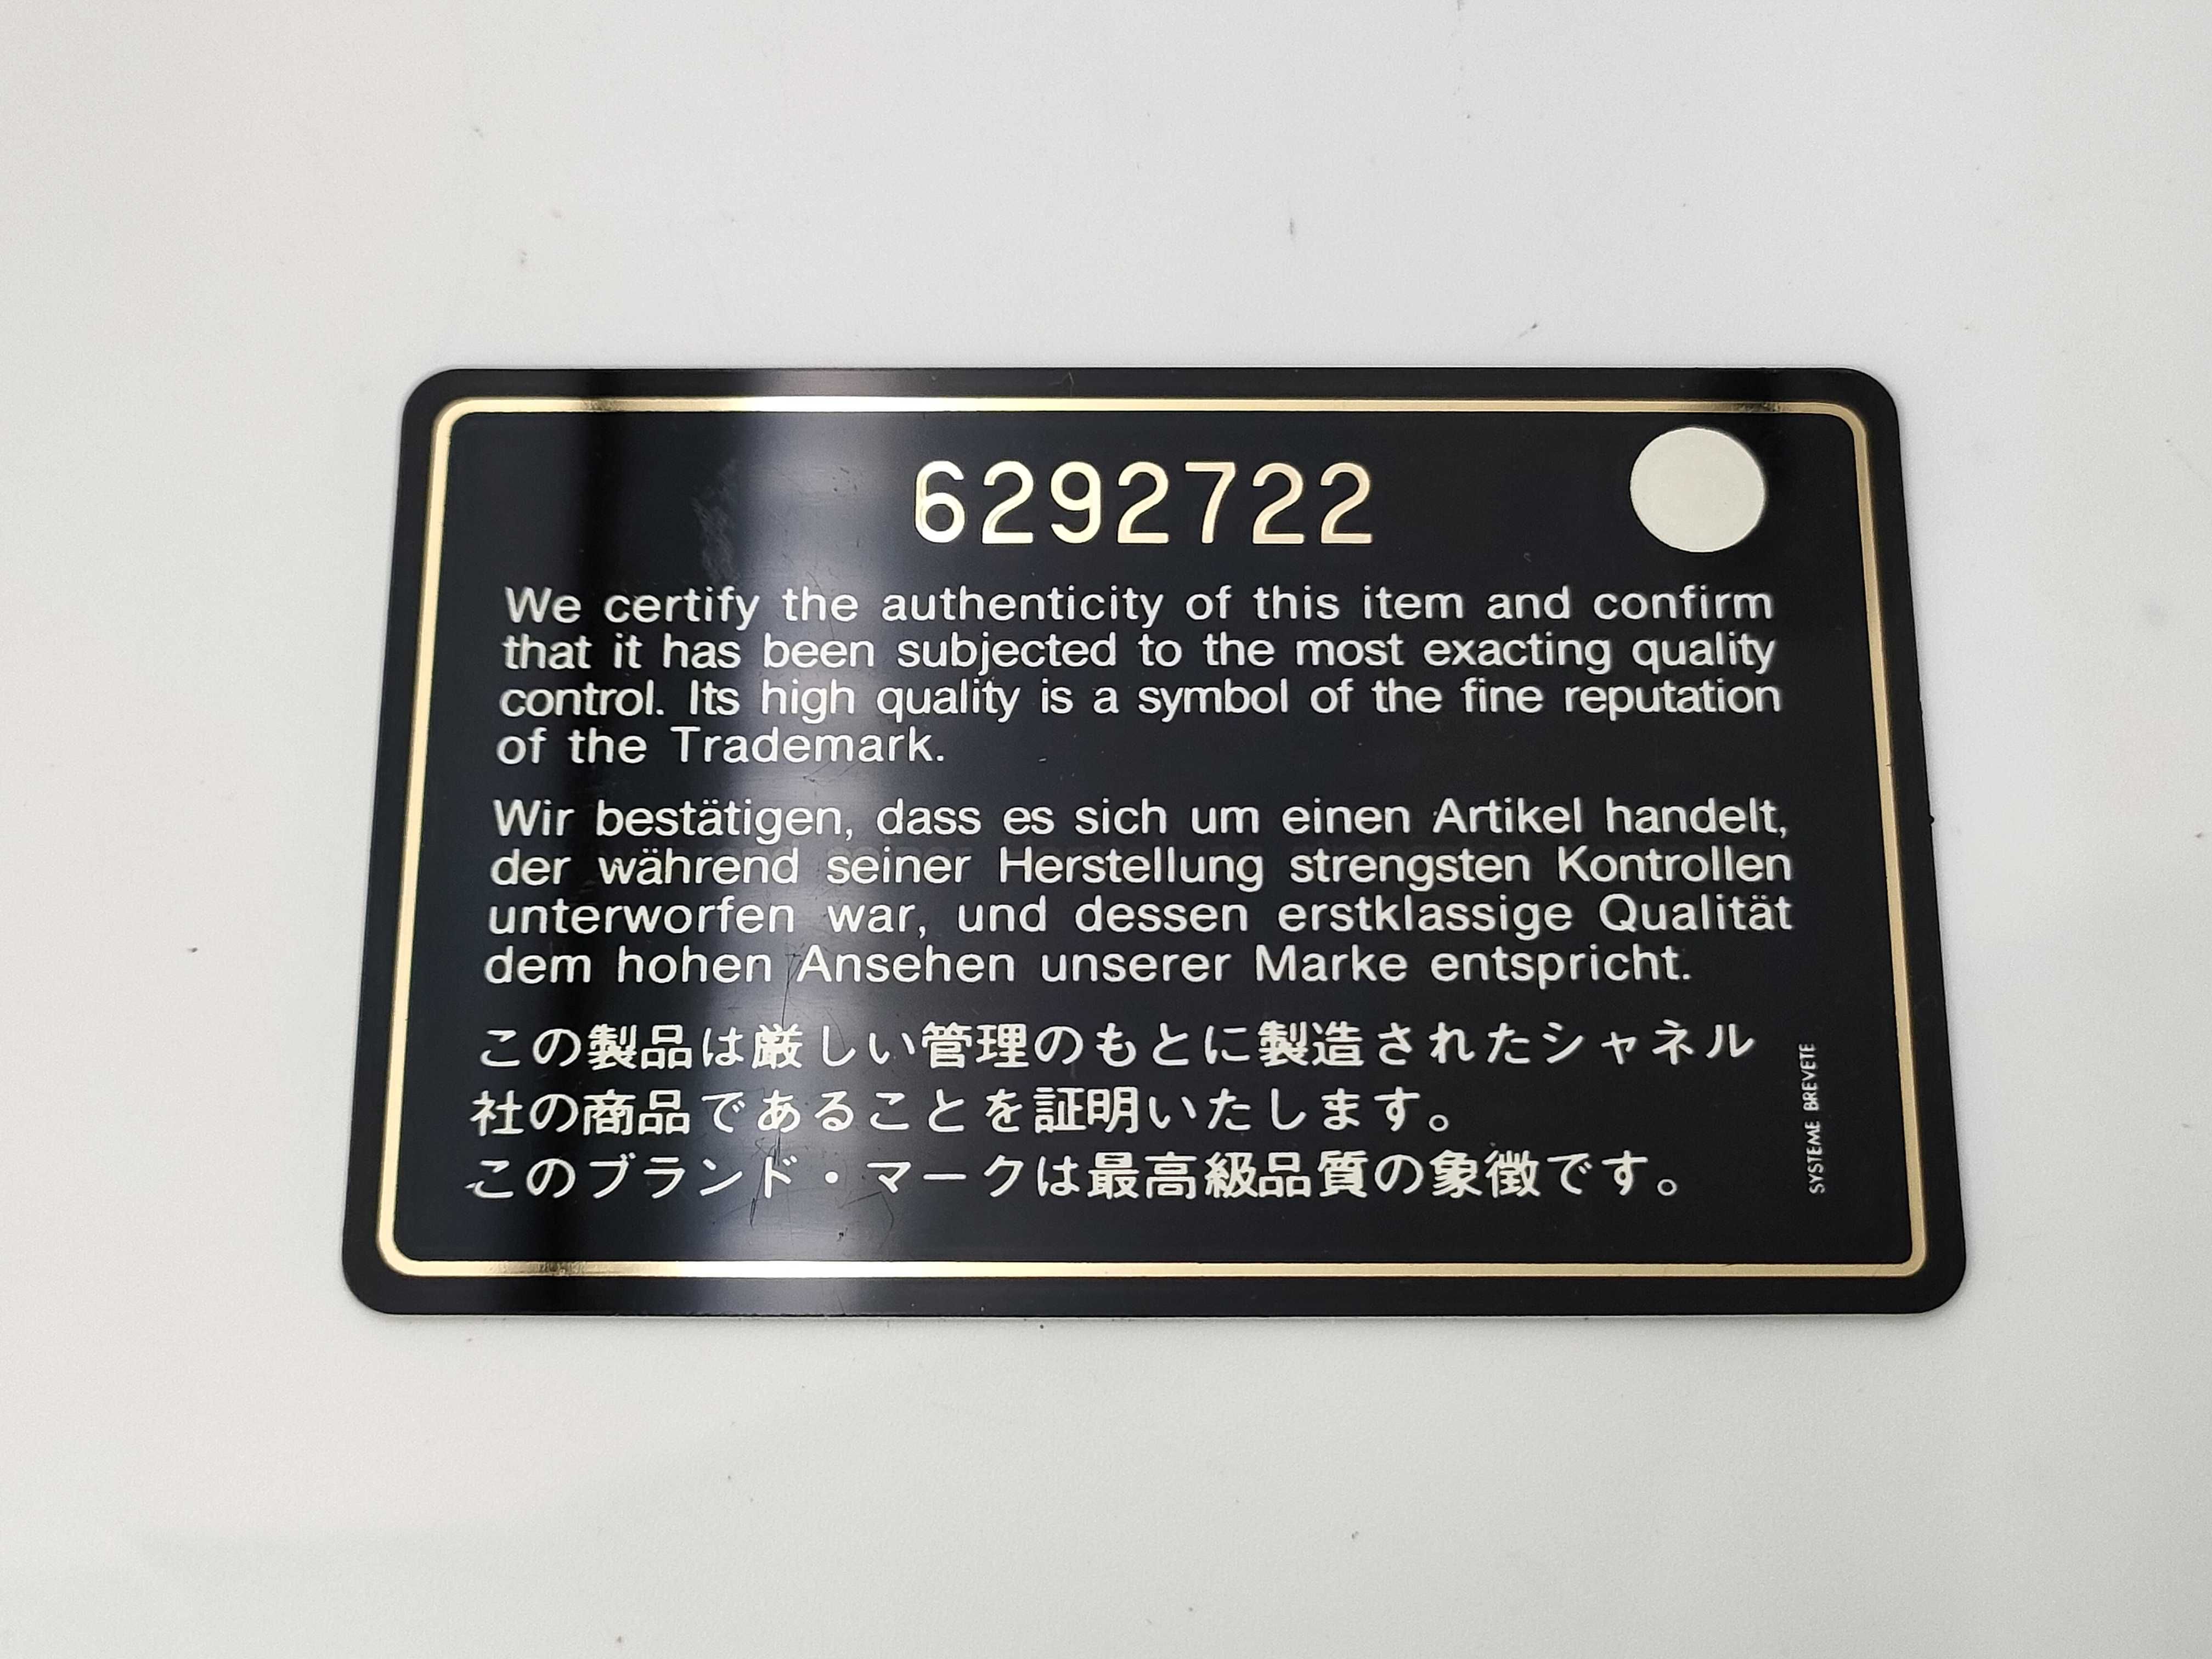 6292722
We certify the authenticity of this item and confirm
that it has been subjected to the most exacting quality
control. Its high quality is a symbol of the fine reputation
of the Trademark.
Wir bestätigen, dass es sich um einen Artikel handelt,
der während seiner Herstellung strengsten Kontrollen
unterworfen war, und dessen erstklassige Qualität
dem hohen Ansehen unserer Marke entspricht.
この製品は厳しい管理のもとに製造されたシャネル
社の商品であることを証明いたします。
このブランド・マークは最高級品質の象徴です。
SYSTEME BREVETE